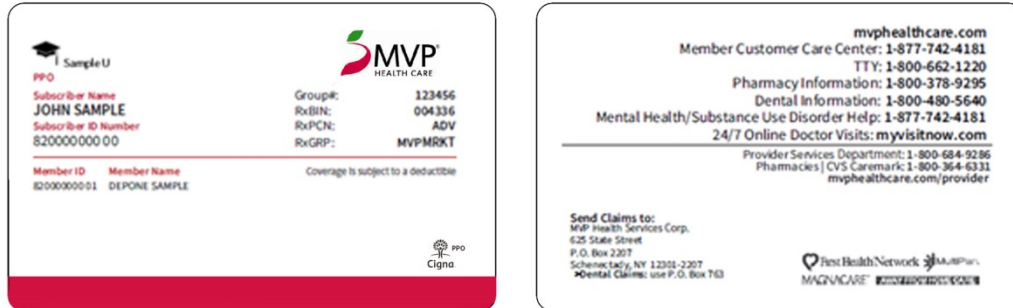 Sample U
PPO
MVP®
HEALTH CARE
Subscriber Name
JOHN SAMPLE
Subscriber ID Number
82000000000
Group#: 123456
RxBIN: 004336
RxPCN: ADV
RxGRP: MVPMRKT
Member ID Member Name
82000000001 DEPONE SAMPLE
Coverage is subject to a deductible
PPO
Cigna
mvphealthcare.com
Member Customer Care Center: 1-877-742-4181
TTY: 1-800-662-1220
Pharmacy Information: 1-800-378-9295
Dental Information: 1-800-480-5640
Mental Health/Substance Use Disorder Help: 1-877-742-4181
24/7 Online Doctor Visits: myvisitnow.com
Provider Services Department: 1-800-684-9286
Pharmacies | CVS Caremark: 1-800-364-6331
mvphealthcare.com/provider
Send Claims to:
MVP Health Services Corp.
625 State Street
P.O. Box 2207
Schenectady, NY 12301-2207
➤Dental Claims: use P.O. Box 763
First Health Network MultiPlan
MAGNACARE AWAY FROM HOME CARE